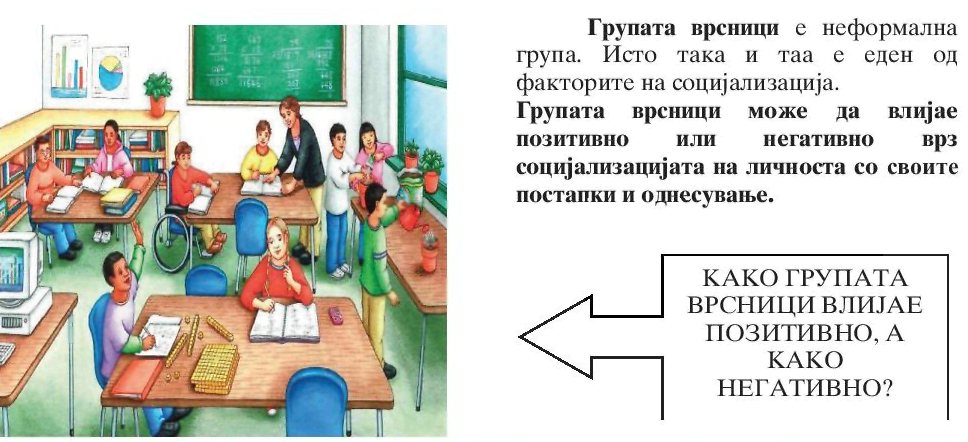 Групата врсници е неформална
група. Исто така и таа е еден од
факторите на социјализација.
Групата врсници може да влијае
позитивно или негативно врз
социјализацијата на личноста со своите
постапки и однесување.
КАКО ГРУПАТА
ВРСНИЦИ ВЛИЈАЕ
ПОЗИТИВНО, А
КАКО
НЕГАТИВНО?